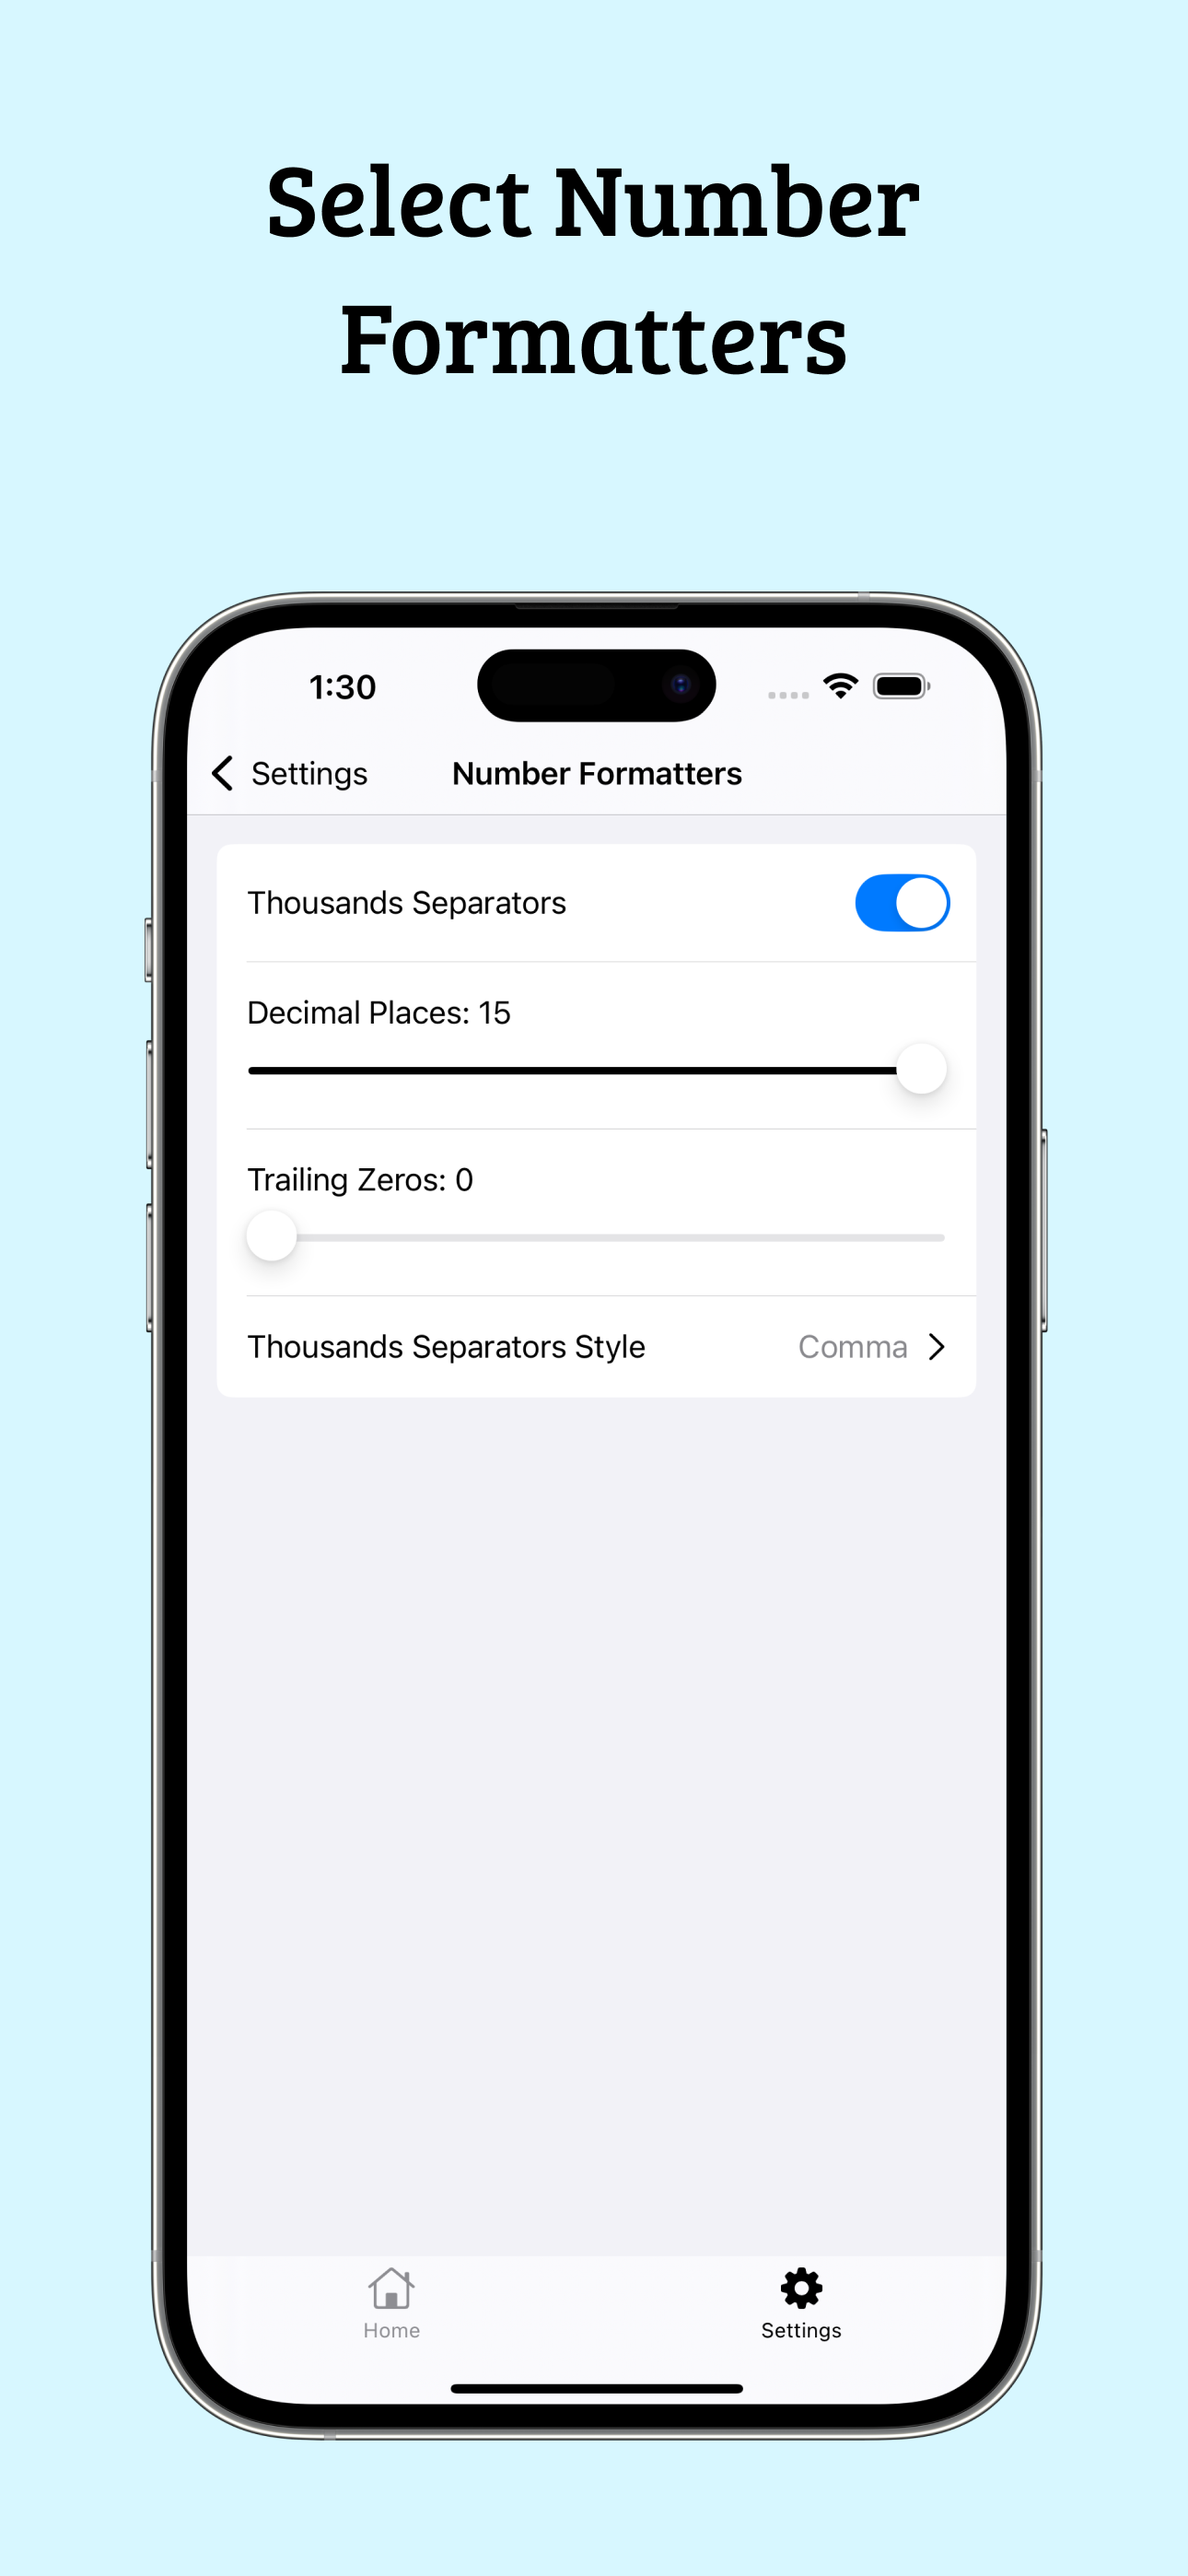 Select Number
Formatters
1:30
Settings
Number Formatters
Thousands Separators
Decimal Places: 15
Trailing Zeros: 0
Thousands Separators Style
Comma
Home
Settings